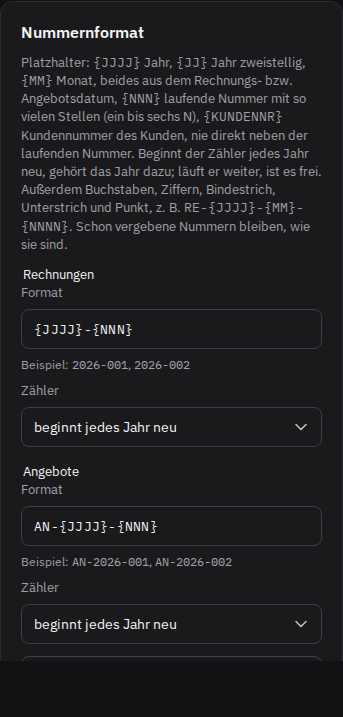 Nummernformat
Platzhalter: {JJJJ} Jahr, {JJ} Jahr zweistellig,
{MM} Monat, beides aus dem Rechnungs- bzw.
Angebotsdatum, {NNN} laufende Nummer mit so
vielen Stellen (ein bis sechs N), {KUNDENNR}
Kundennummer des Kunden, nie direkt neben der
laufenden Nummer. Beginnt der Zähler jedes Jahr
neu, gehört das Jahr dazu; läuft er weiter, ist es frei.
Außerdem Buchstaben, Ziffern, Bindestrich,
Unterstrich und Punkt, z. B. RE-{JJJJ}-{MM}-
{NNNN}. Schon vergebene Nummern bleiben, wie
sie sind.
Rechnungen
Format
{JJJJ}-{NNN}
Beispiel: 2026-001, 2026-002
Zähler
beginnt jedes Jahr neu
Angebote
Format
AN-{JJJJ}-{NNN}
Beispiel: AN-2026-001, AN-2026-002
Zähler
beginnt jedes Jahr neu